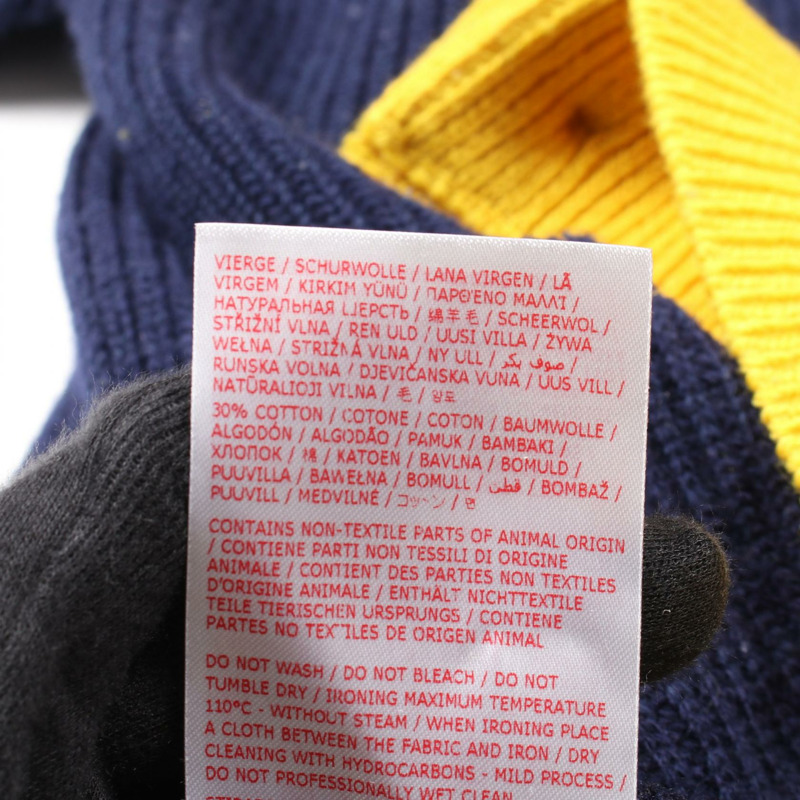 VIERGE / SCHURWOLLE / LANA VIRGEN / LÃ
VIRGEM / KIRKIM YÜNÜ / ΠΑΡΘΈΝΟ ΜΑΛΛΊ /
НАТУРАЛЬНАЯ ШЕРСТЬ / 绵羊毛 / SCHEERWOL /
STŘIŽNÍ VLNA / REN ULD / UUSI VILLA / ŻYWA
WEŁNA / STRIŽNÁ VLNA / NY ULL / صوف بكر /
RUNSKA VOLNA / DJEVIČANSKA VUNA / UUS VILL /
NATŪRALIOJI VILNA / 毛 /
30% COTTON / COTONE / COTON / BAUMWOLLE /
ALGODÓN / ALGODÃO / PAMUK / BAMBAKI /
ХЛОПОК / 棉 / KATOEN / BAVLNA / BOMULD /
PUUVILLA / BAWEŁNA / BOMULL / قطن / BOMBAŽ /
PUUVILL / MEDVILNĖ / コットン / 면
CONTAINS NON-TEXTILE PARTS OF ANIMAL ORIGIN
/ CONTIENE PARTI NON TESSILI DI ORIGINE
ANIMALE / CONTIENT DES PARTIES NON TEXTILES
D'ORIGINE ANIMALE / ENTHÄLT NICHTTEXTILE
TEILE TIERISCHEN URSPRUNGS / CONTIENE
PARTES NO TEXTILES DE ORIGEN ANIMAL
DO NOT WASH / DO NOT BLEACH / DO NOT
TUMBLE DRY / IRONING MAXIMUM TEMPERATURE
110°C - WITHOUT STEAM / WHEN IRONING PLACE
A CLOTH BETWEEN THE FABRIC AND IRON / DRY
CLEANING WITH HYDROCARBONS - MILD PROCESS /
DO NOT PROFESSIONALLY WET CLEAN